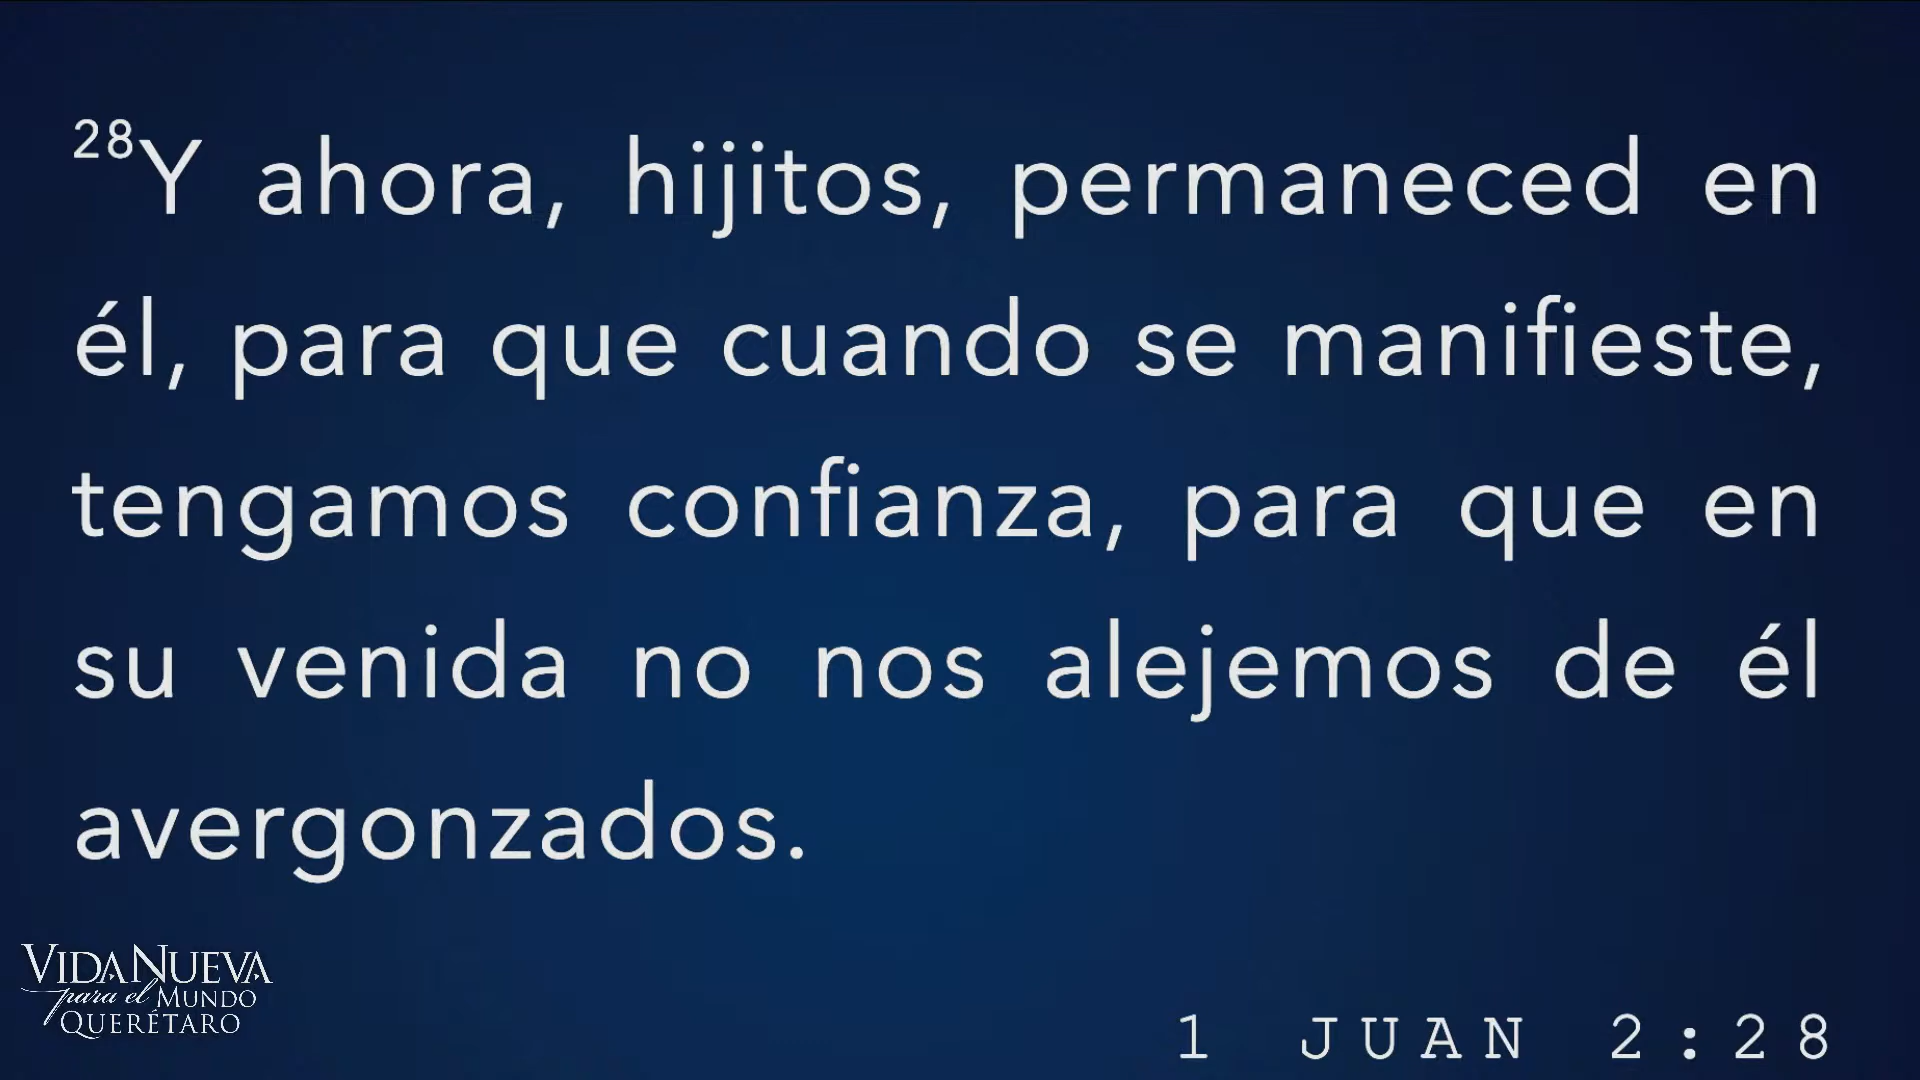 28Y ahora, hijitos, permaneced en
él, para que cuando se manifieste,
tengamos confianza, para que en
su venida no nos alejemos de él
avergonzados.
VIDA NUEVA
para el MUNDO
QUERÉTARO
1 JUAN 2:28